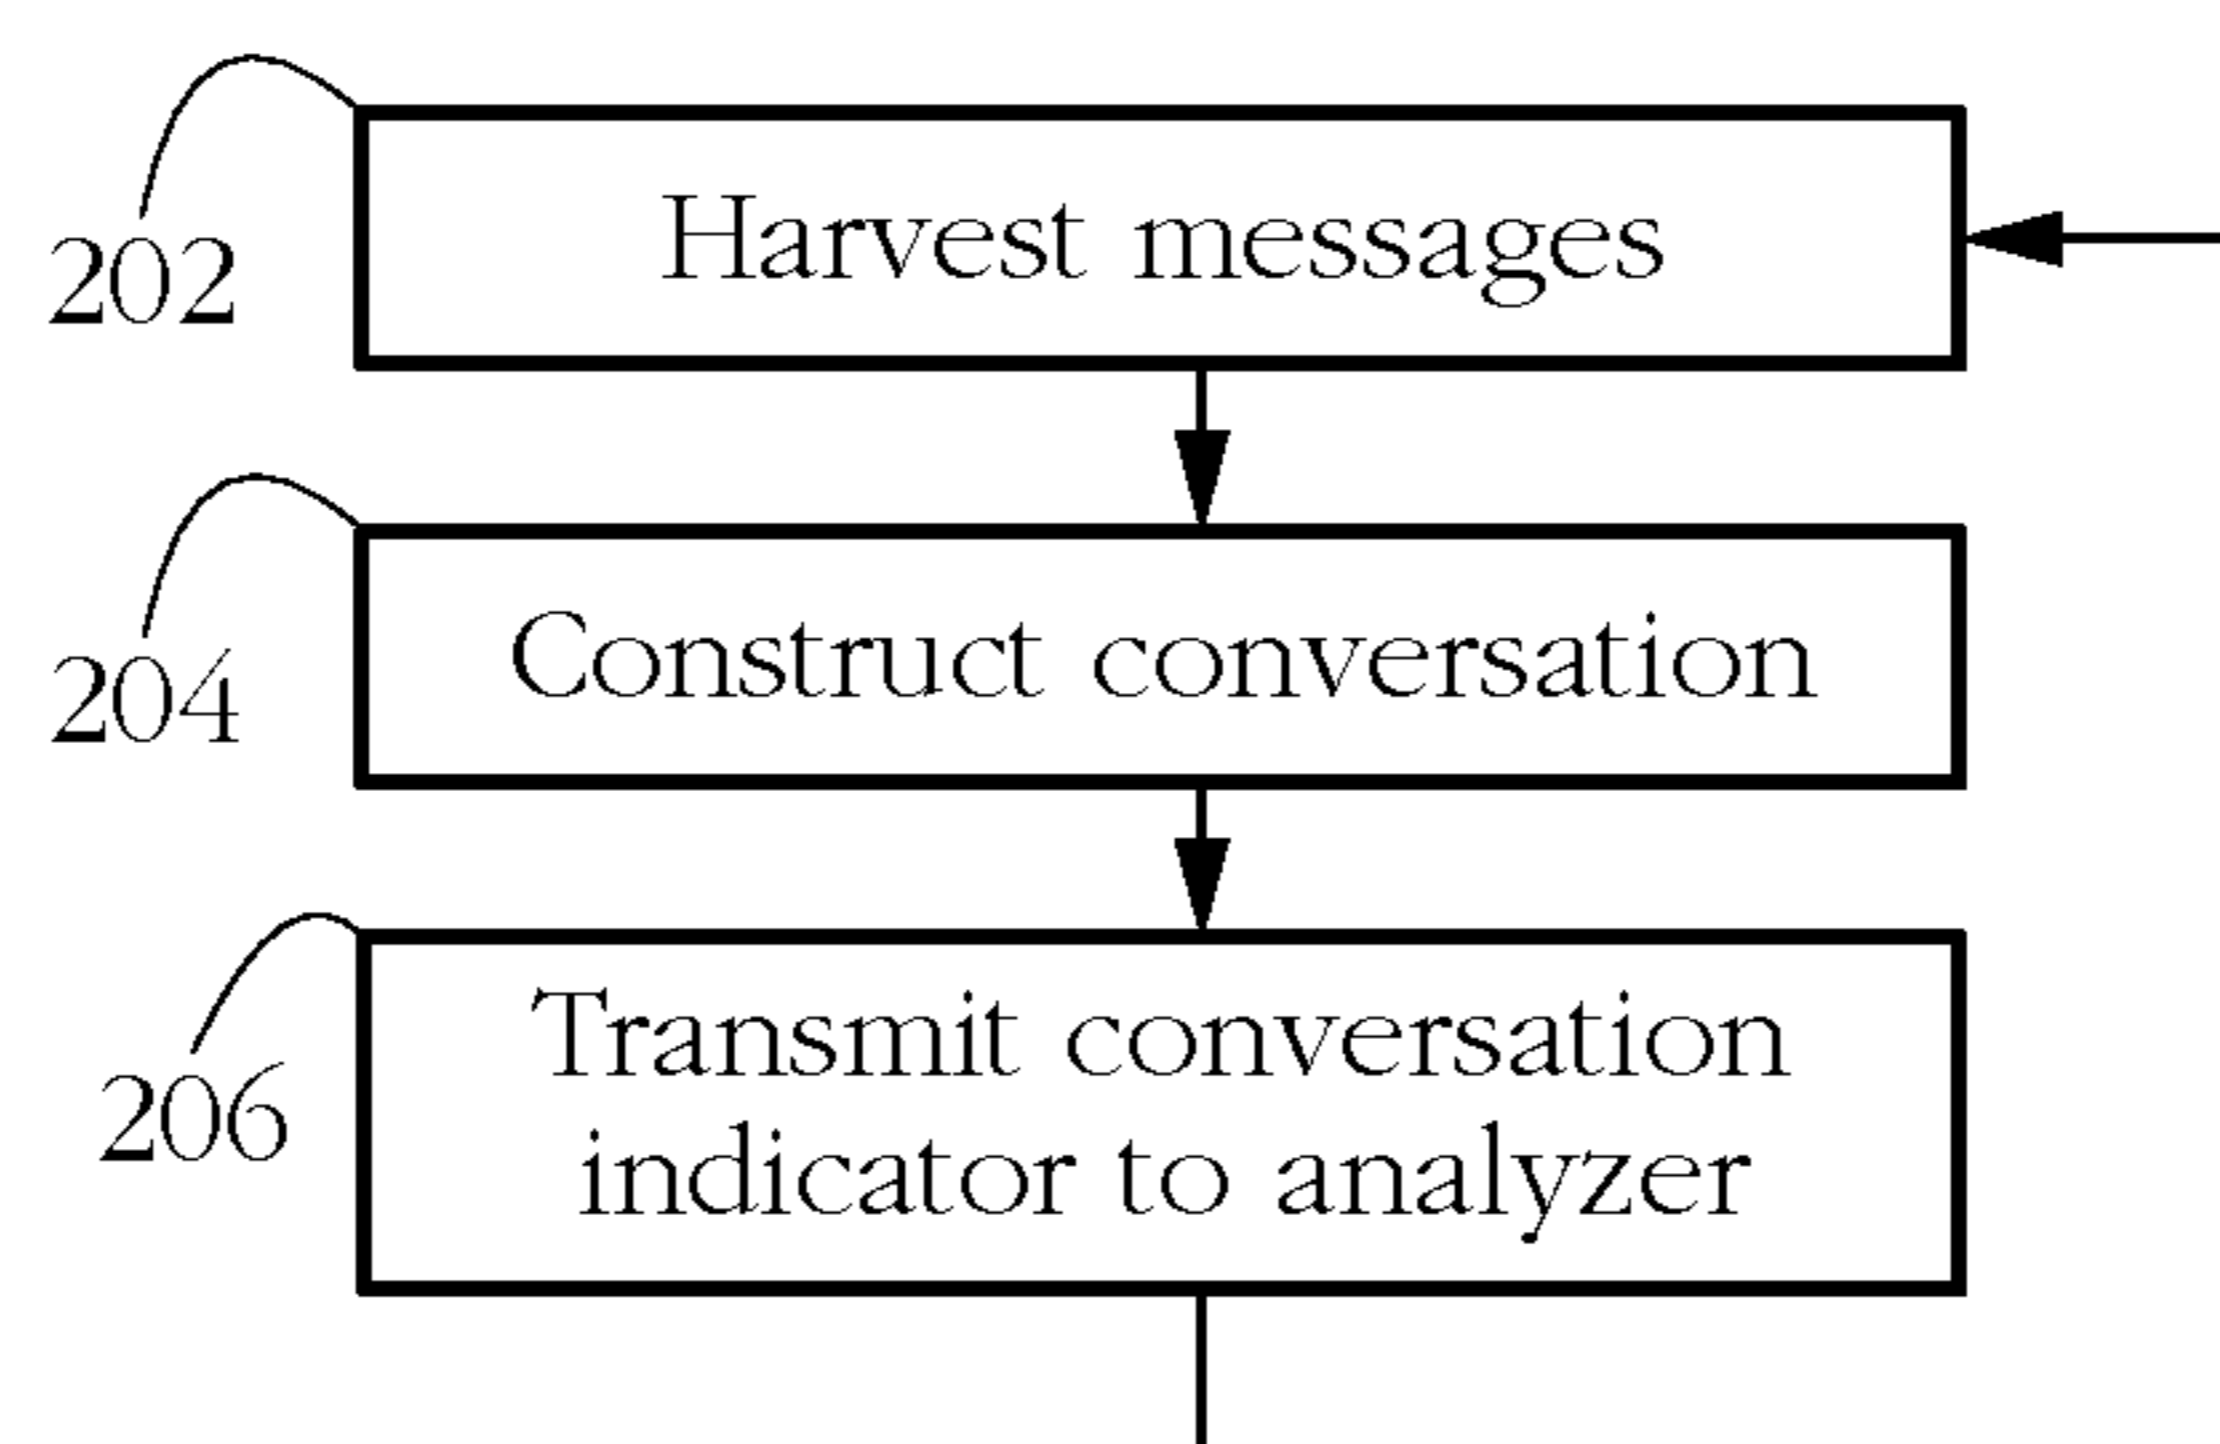 Harvest messages
202
Construct conversation
204
Transmit conversation
indicator to analyzer
206